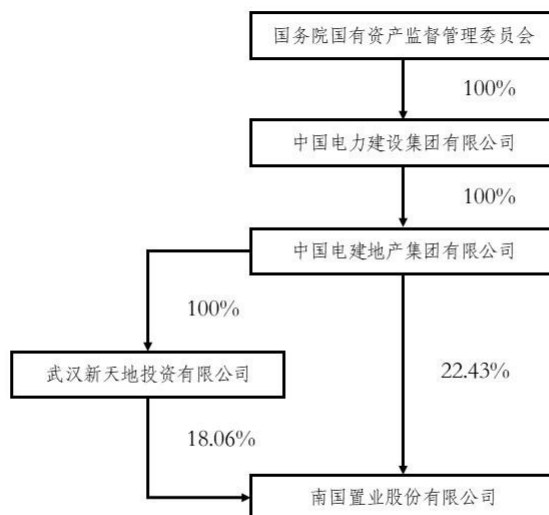 国务院国有资产监督管理委员会
100%
中国电力建设集团有限公司
100%
中国电建地产集团有限公司
100%
武汉新天地投资有限公司
22.43%
18.06%
南国置业股份有限公司